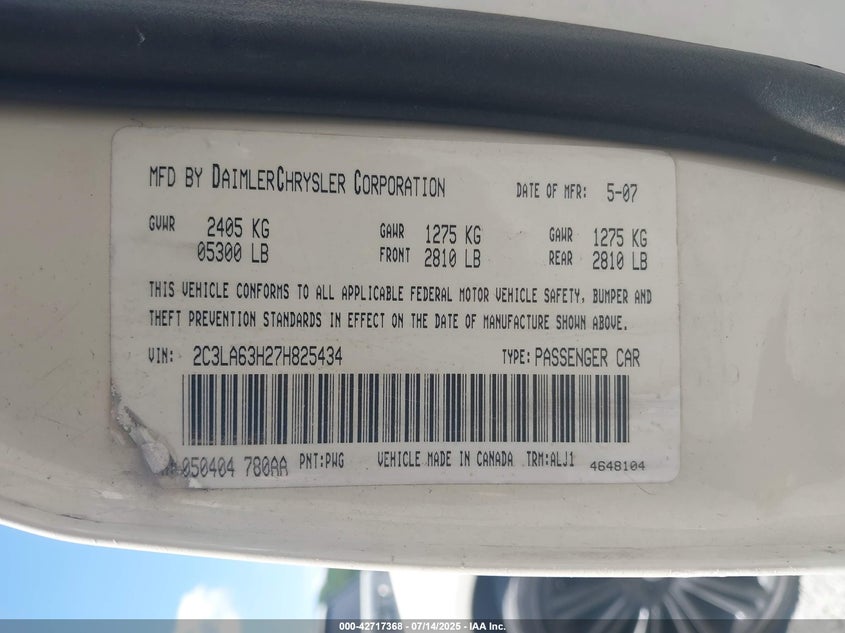 MFD BY DAIMLERCHRYSLER CORPORATION DATE OF MFR: 5-07
GVWR 2405 KG GAWR 1275 KG GAWR 1275 KG
05300 LB FRONT 2810 LB REAR 2810 LB
THIS VEHICLE CONFORMS TO ALL APPLICABLE FEDERAL MOTOR VEHICLE SAFETY, BUMPER AND
THEFT PREVENTION STANDARDS IN EFFECT ON THE DATE OF MANUFACTURE SHOWN ABOVE.
VIN: 2C3LA63H27H825434 TYPE: PASSENGER CAR
050404 780AA PNT:PWG VEHICLE MADE IN CANADA TRM:ALJ1 4648104
000-42717368 - 07/14/2025 - IAA Inc.